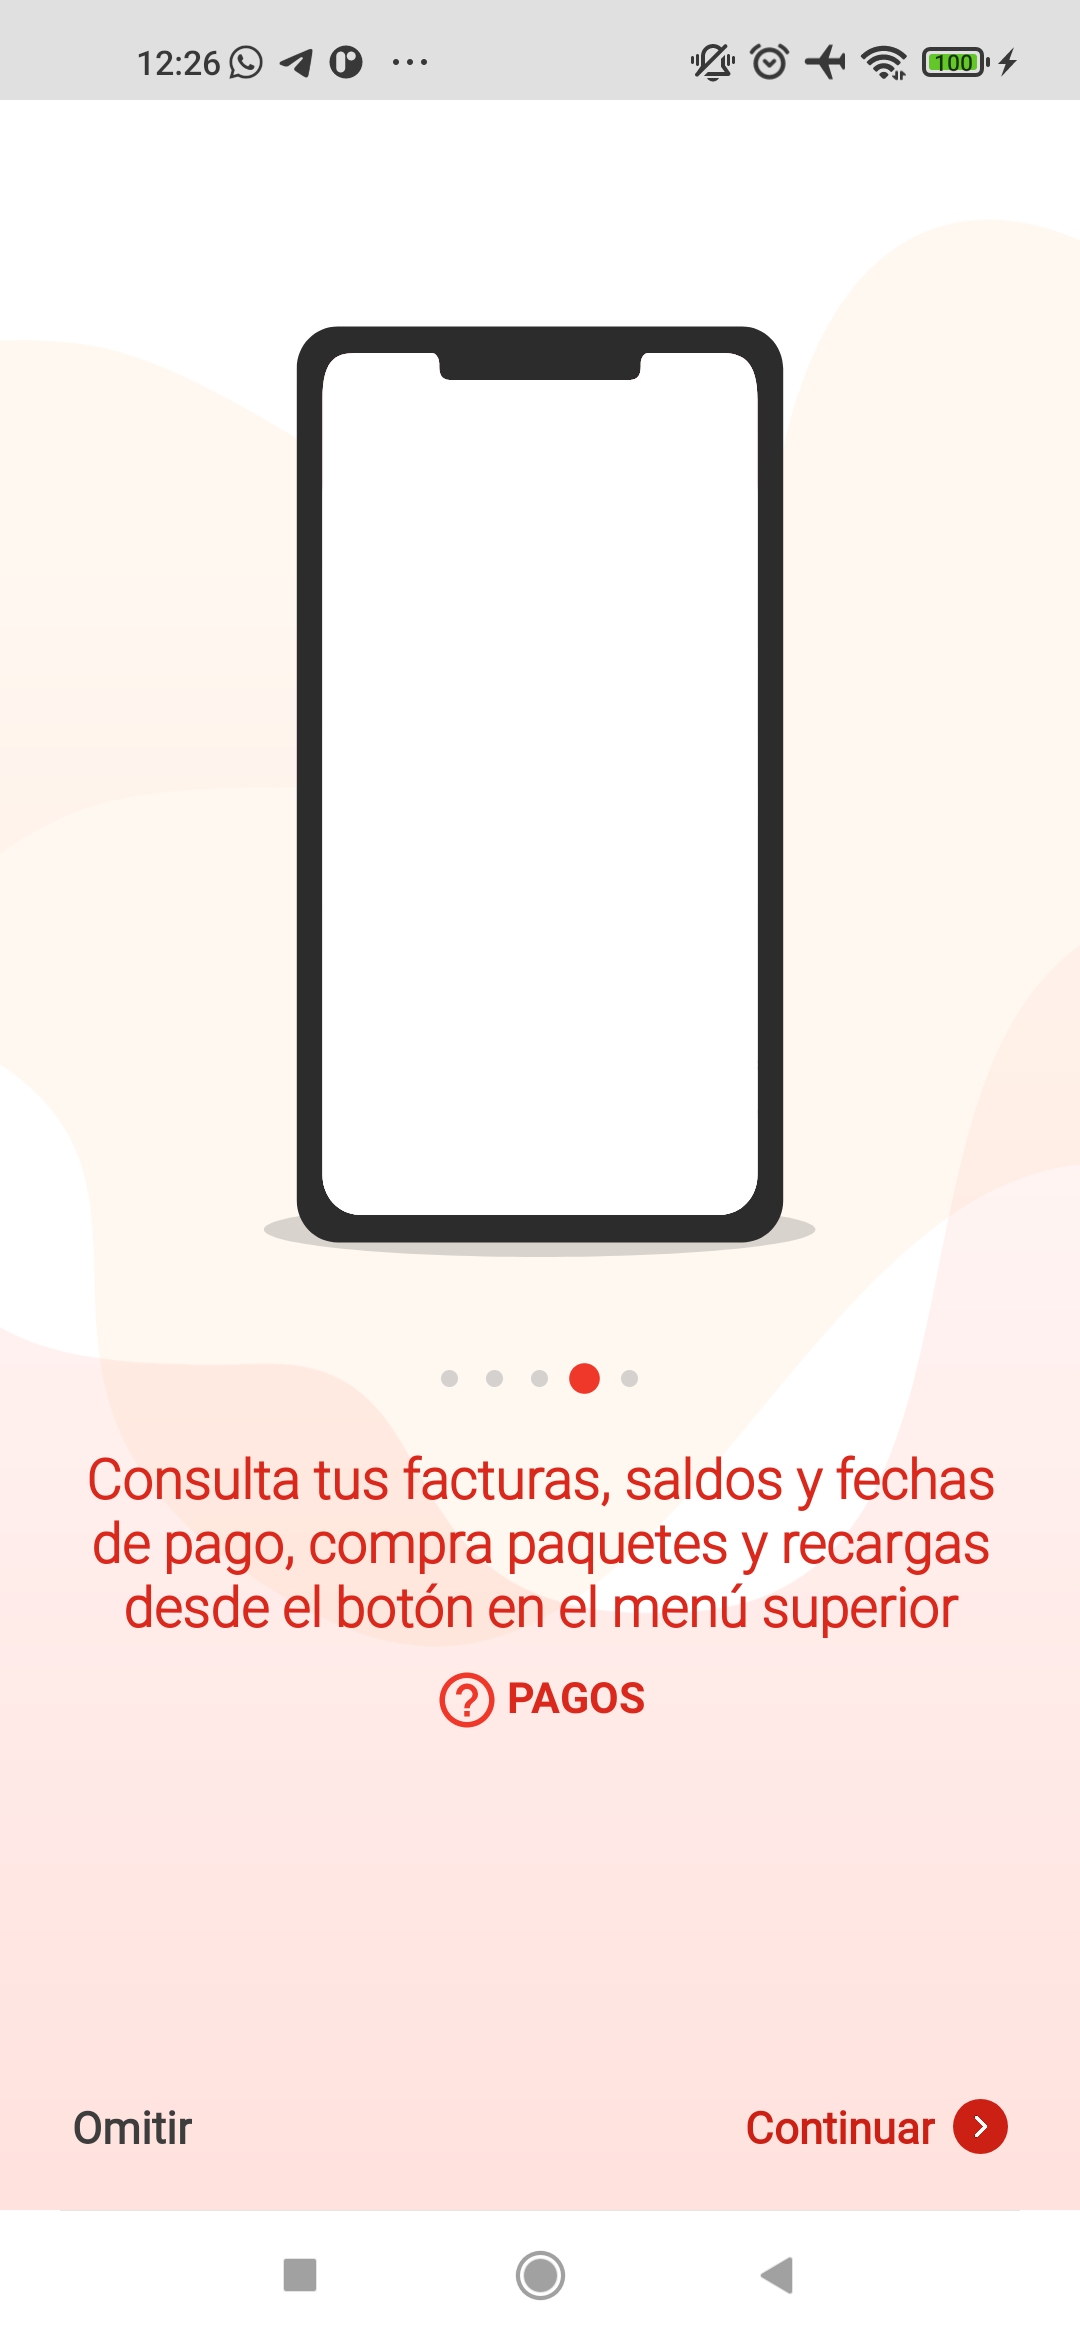 12:26
100
Consulta tus facturas, saldos y fechas
de pago, compra paquetes y recargas
desde el botón en el menú superior
? PAGOS
Omitir
Continuar